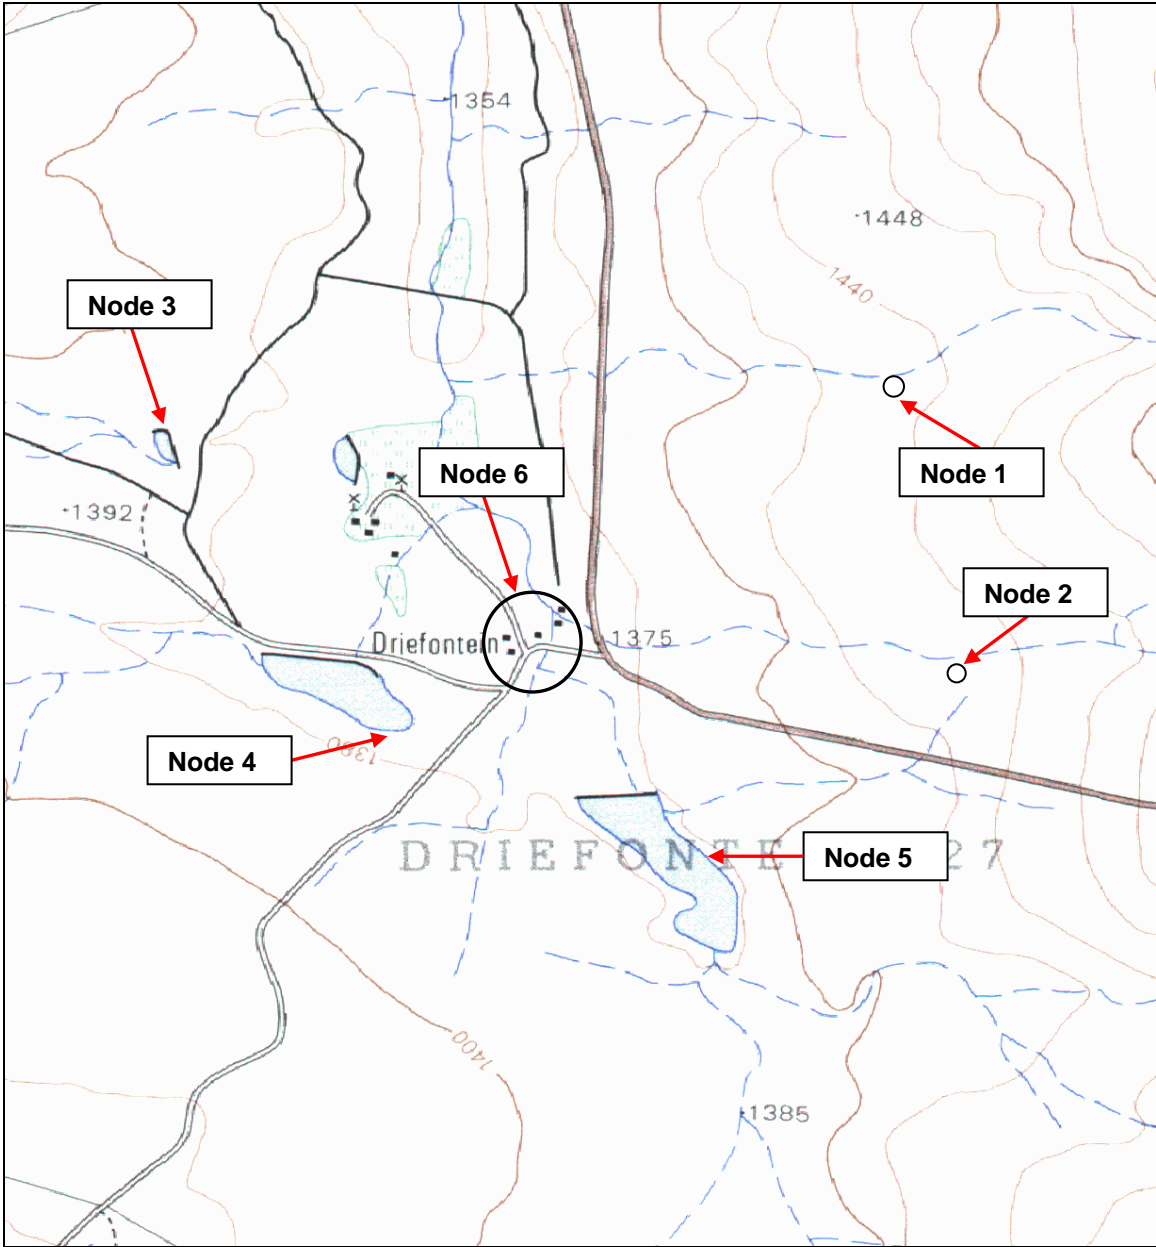 1354
1448
1440
Node 3
Node 6
Node 1
1392
Node 2
Driefontein
1375
Node 4
1380
DRIEFONTE 27
Node 5
1400
1385